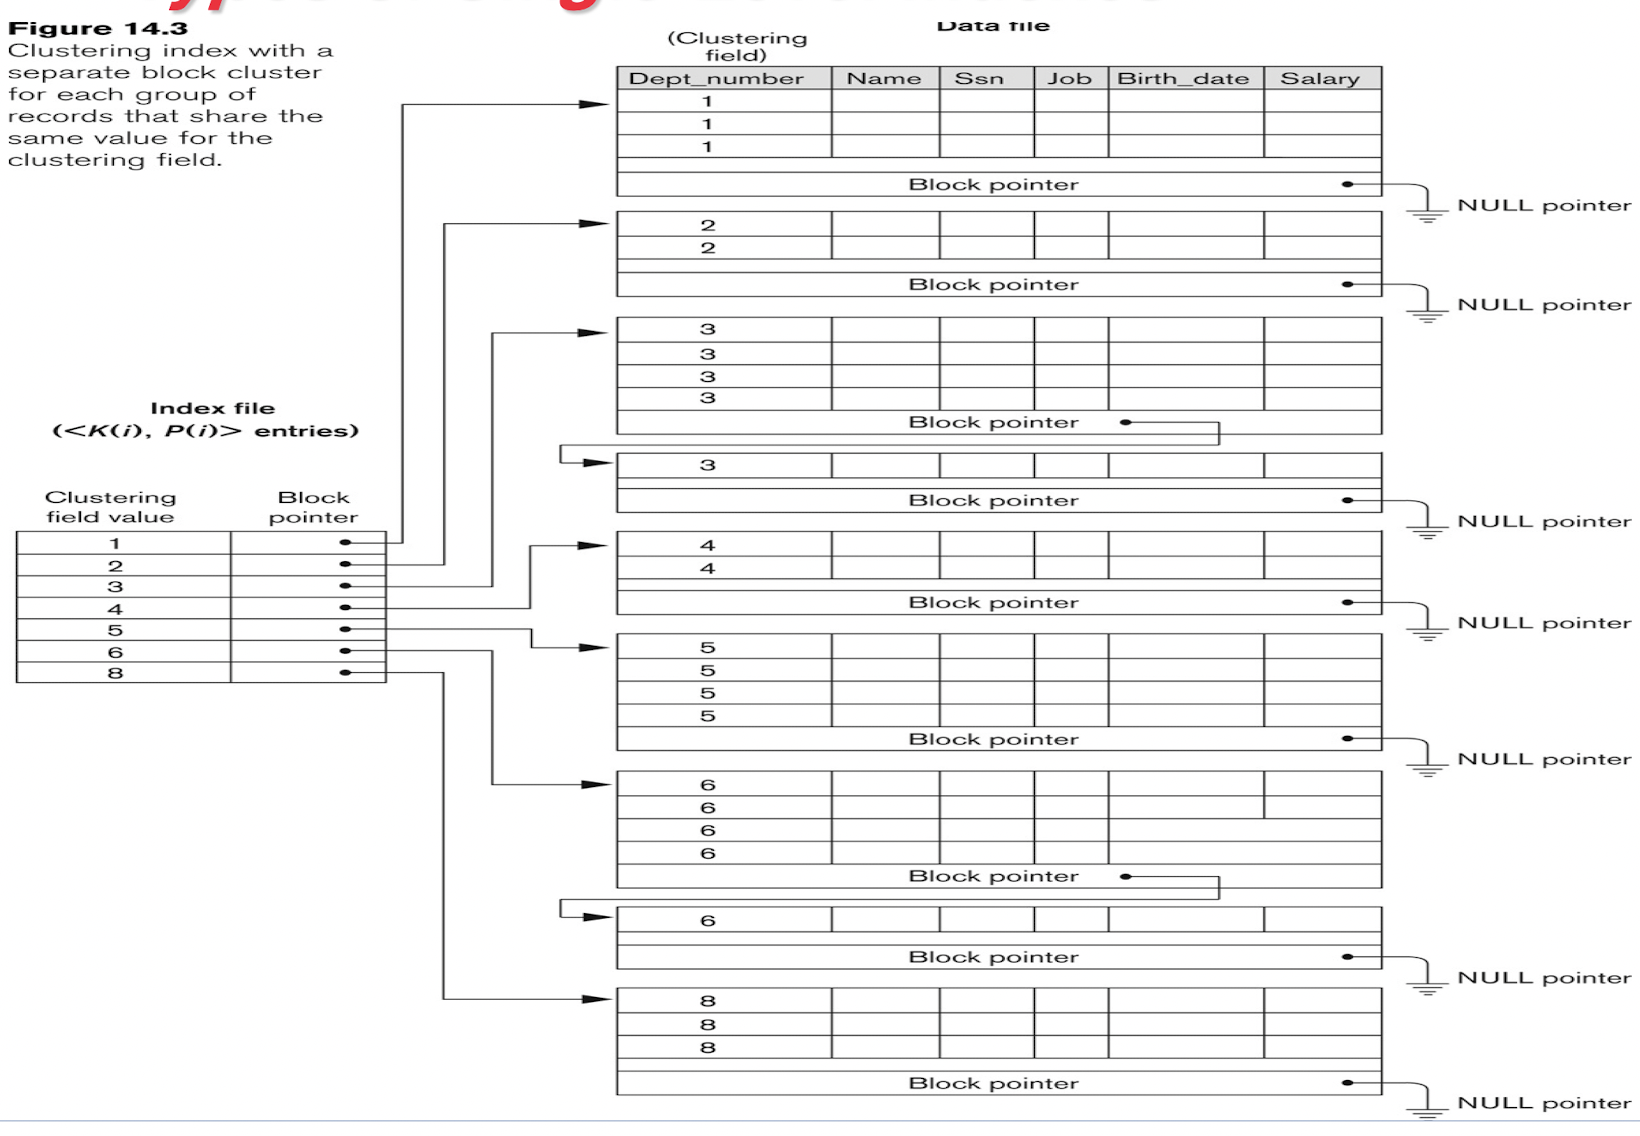 Figure 14.3
Clustering index with a
separate block cluster
for each group of
records that share the
same value for the
clustering field.
Data file
(Clustering
field)
Dept_number Name Ssn Job Birth_date Salary
1
1
1
Block pointer
NULL pointer
2
2
Block pointer
NULL pointer
3
3
3
3
Block pointer
3
Block pointer
NULL pointer
4
4
Block pointer
NULL pointer
5
5
5
5
Block pointer
NULL pointer
6
6
6
6
Block pointer
6
Block pointer
NULL pointer
8
8
8
Block pointer
NULL pointer
Index file
(<K(i), P(i)> entries)
Clustering
field value
Block
pointer
1
2
3
4
5
6
8